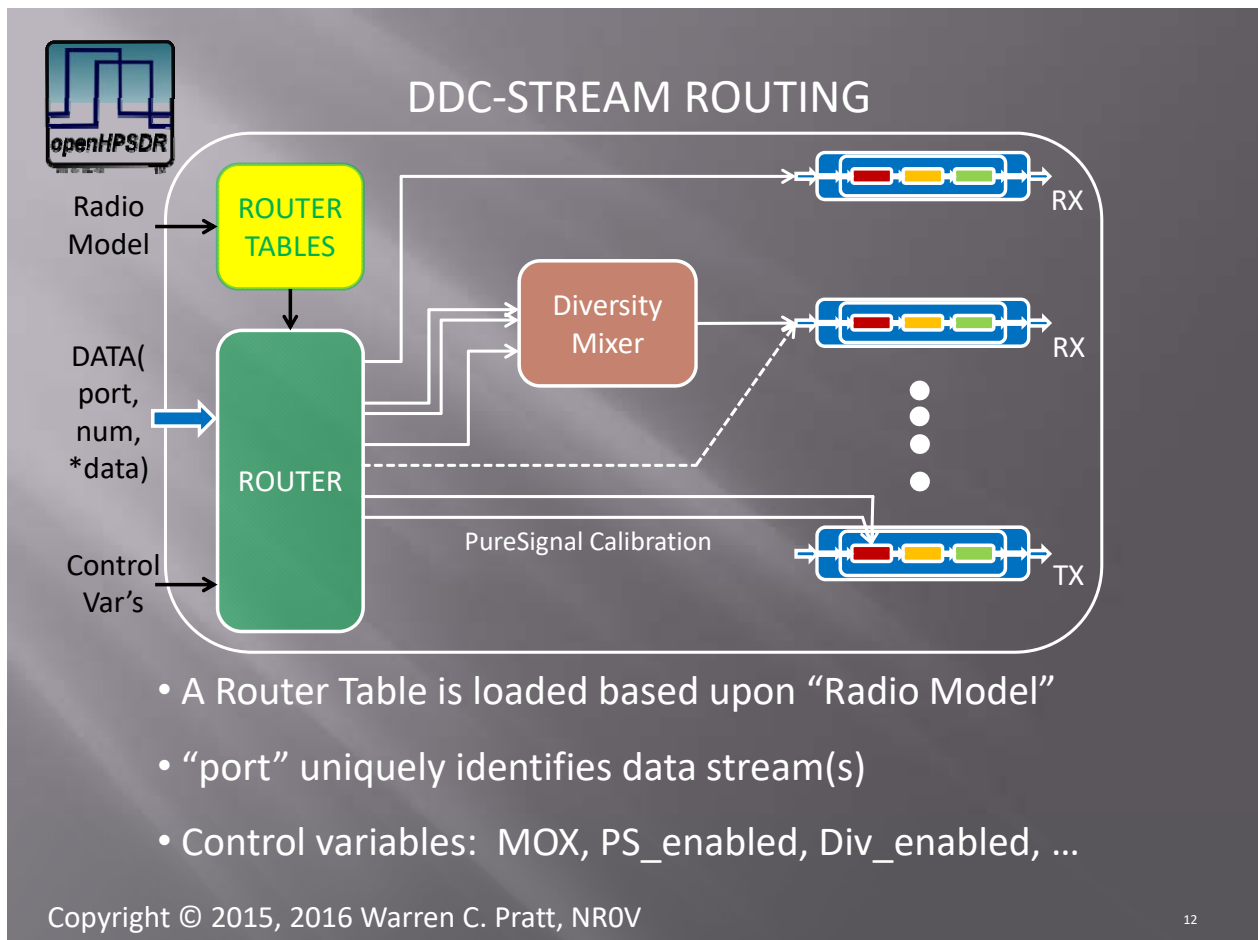 openHPSDR
DDC-STREAM ROUTING
Radio
Model
ROUTER
TABLES
RX
Diversity
Mixer
RX
DATA(
port,
num,
*data)
ROUTER
PureSignal Calibration
Control
Var’s
TX
• A Router Table is loaded based upon “Radio Model”
• “port” uniquely identifies data stream(s)
• Control variables:  MOX, PS_enabled, Div_enabled, …
Copyright © 2015, 2016 Warren C. Pratt, NR0V
12